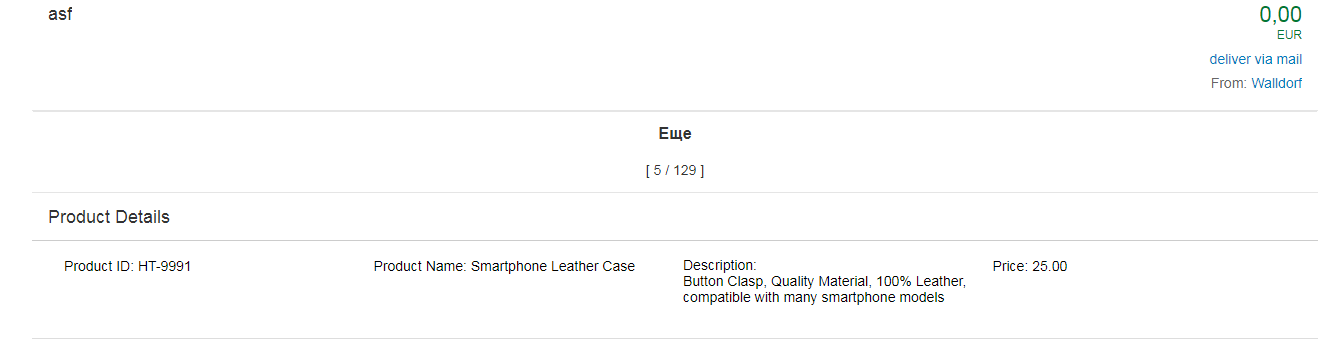 asf
0,00
EUR
deliver via mail
From: Walldorf
Еще
[ 5 / 129 ]
Product Details
Product ID: HT-9991
Product Name: Smartphone Leather Case
Description:
Button Clasp, Quality Material, 100% Leather,
compatible with many smartphone models
Price: 25.00